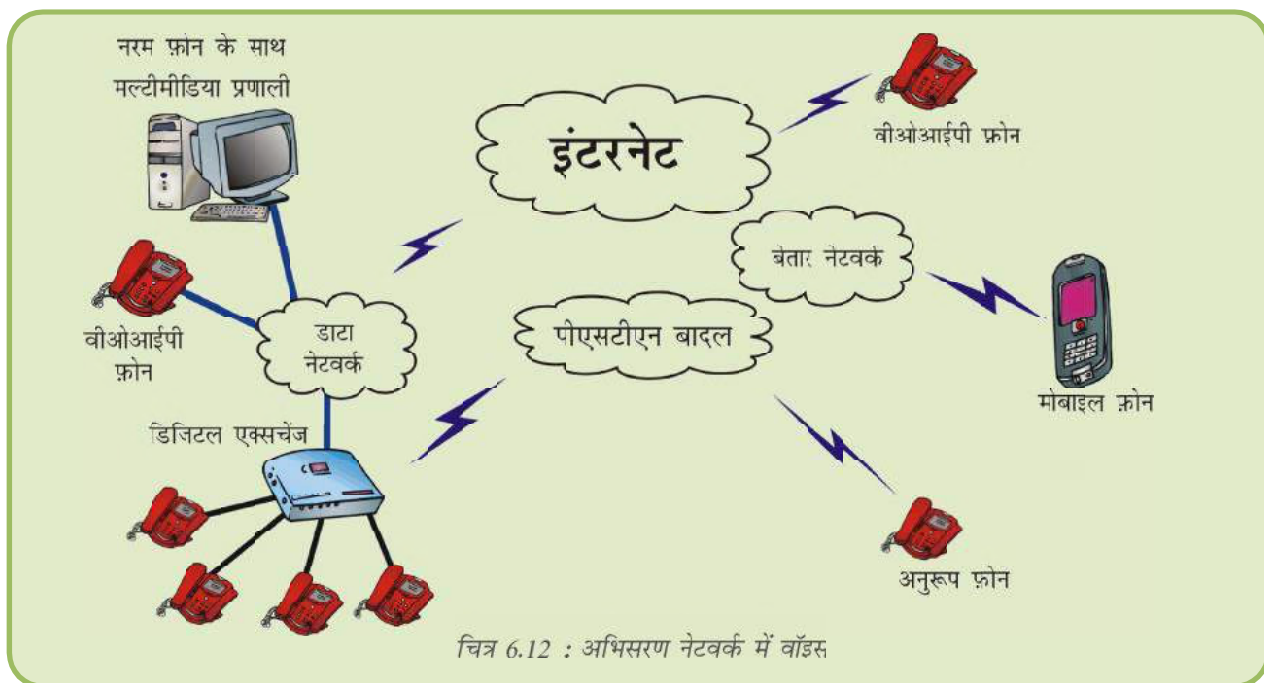 नरम फ़ोन के साथ
मल्टीमीडिया प्रणाली
इंटरनेट
वीओआईपी फ़ोन
बेतार नेटवर्क
वीओआईपी
फ़ोन
डाटा
नेटवर्क
पीएसटीएन बादल
मोबाइल फ़ोन
डिजिटल एक्सचेंज
अनुरूप फ़ोन
चित्र 6.12 : अभिसरण नेटवर्क में वॉइस